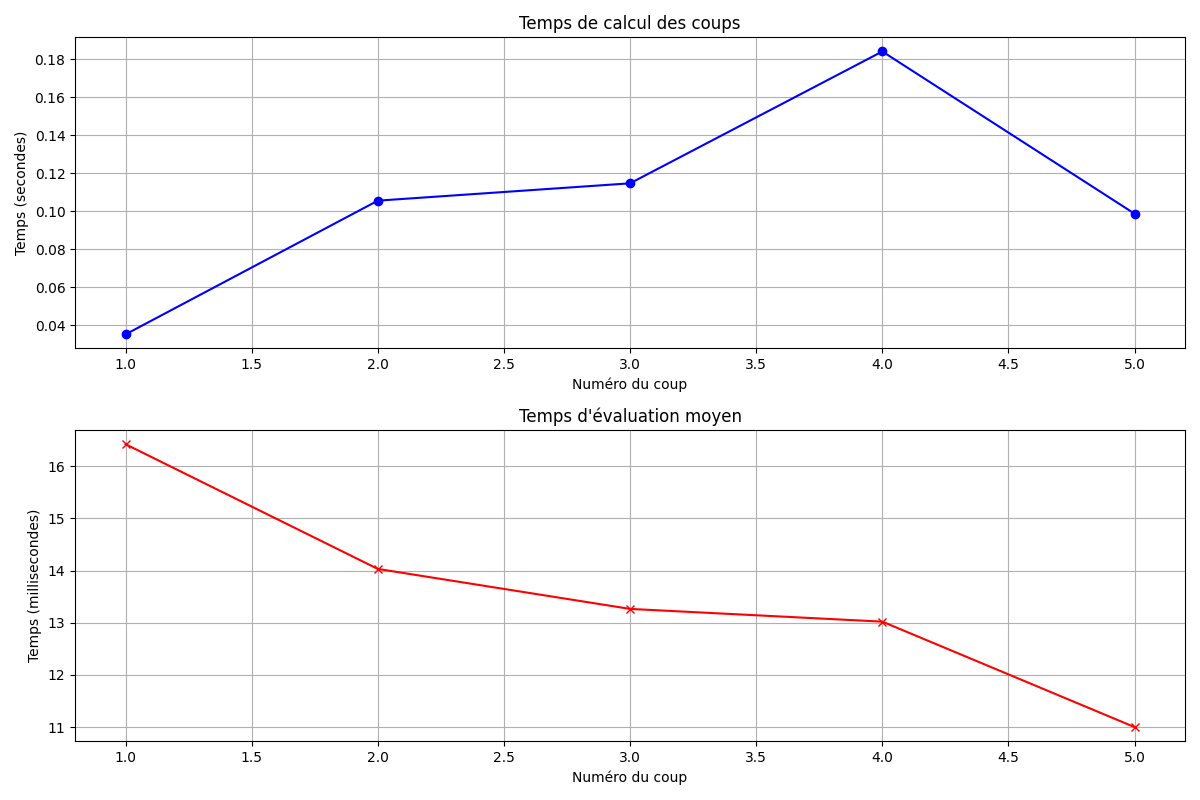 Temps de calcul des coups
Temps (secondes)
0.18
0.16
0.14
0.12
0.10
0.08
0.06
0.04
1.0 1.5 2.0 2.5 3.0 3.5 4.0 4.5 5.0
Numéro du coup
Temps d'évaluation moyen
Temps (millisecondes)
16
15
14
13
12
11
1.0 1.5 2.0 2.5 3.0 3.5 4.0 4.5 5.0
Numéro du coup